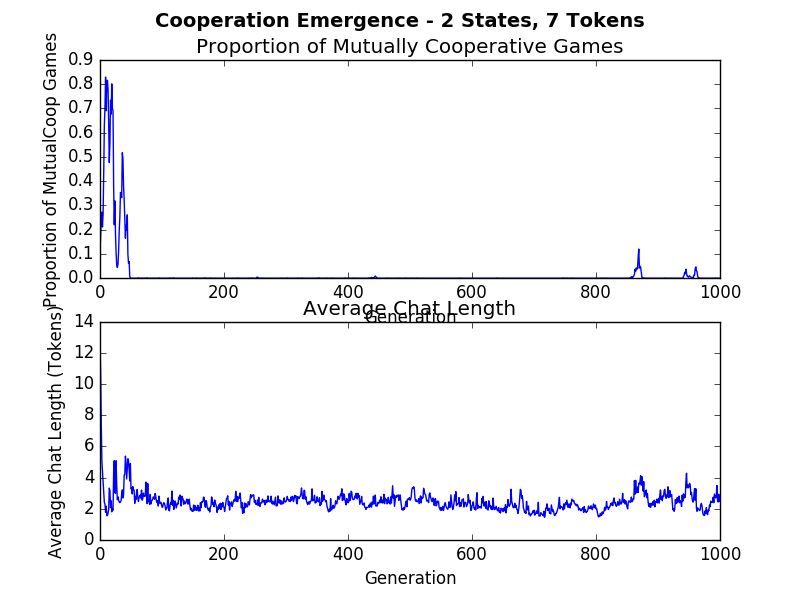 Cooperation Emergence - 2 States, 7 Tokens
Proportion of Mutually Cooperative Games
Proportion of MutualCoop Games
0.9
0.8
0.7
0.6
0.5
0.4
0.3
0.2
0.1
0.0
0 200 400 600 800 1000
Generation
Average Chat Length
Average Chat Length (Tokens)
14
12
10
8
6
4
2
0
0 200 400 600 800 1000
Generation